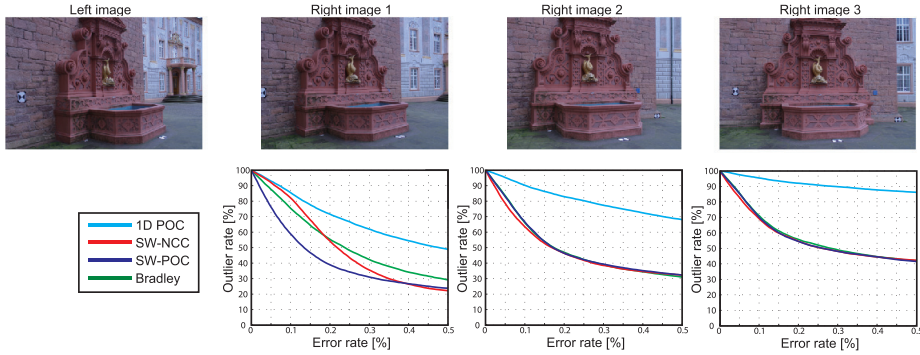 Left image
Right image 1
Right image 2
Right image 3
1D POC
SW-NCC
SW-POC
Bradley
Outlier rate [%]
100
90
80
70
60
50
40
30
20
10
0
0 0.1 0.2 0.3 0.4 0.5
Error rate [%]
Outlier rate [%]
100
90
80
70
60
50
40
30
20
10
0
0 0.1 0.2 0.3 0.4 0.5
Error rate [%]
Outlier rate [%]
100
90
80
70
60
50
40
30
20
10
0
0 0.1 0.2 0.3 0.4 0.5
Error rate [%]